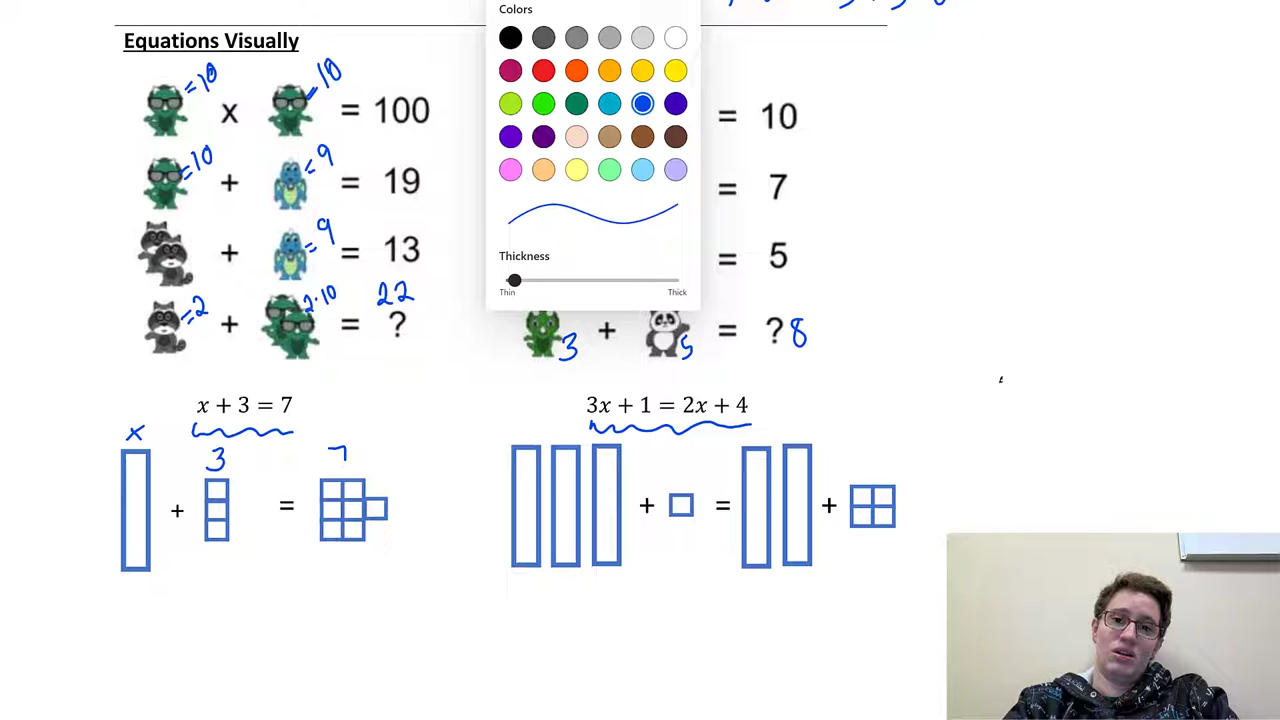 Colors
Equations Visually
=10
=10
x
= 100
= 10
=10
=9
+
= 19
= 7
=9
+
= 13
= 5
Thickness
Thin
Thick
=2
2·10
22
+
= ?
3
+
5
= ? 8
x + 3 = 7
3x + 1 = 2x + 4
x
3
7
+
=
+
=
+